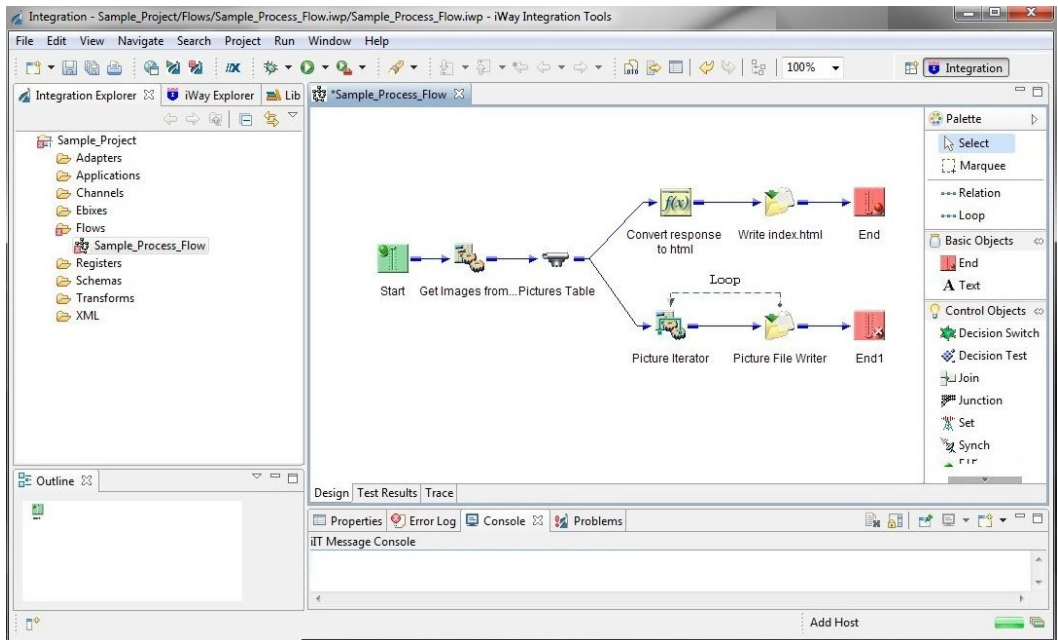 Integration - Sample_Project/Flows/Sample_Process_Flow.iwp/Sample_Process_Flow.iwp - iWay Integration Tools
File Edit View Navigate Search Project Run Window Help
100%
Integration
Integration Explorer
iWay Explorer
Lib
Sample_Project
Adapters
Applications
Channels
Ebixes
Flows
Sample_Process_Flow
Registers
Schemas
Transforms
XML
Outline
*Sample_Process_Flow
Start
Get Images from...
Pictures Table
f(x)
Convert response
to html
Write index.html
End
Loop
Picture Iterator
Picture File Writer
End1
Design
Test Results
Trace
Palette
Select
Marquee
Relation
Loop
Basic Objects
End
A Text
Control Objects
Decision Switch
Decision Test
Join
Junction
Set
Synch
Properties
Error Log
Console
Problems
iIT Message Console
Add Host